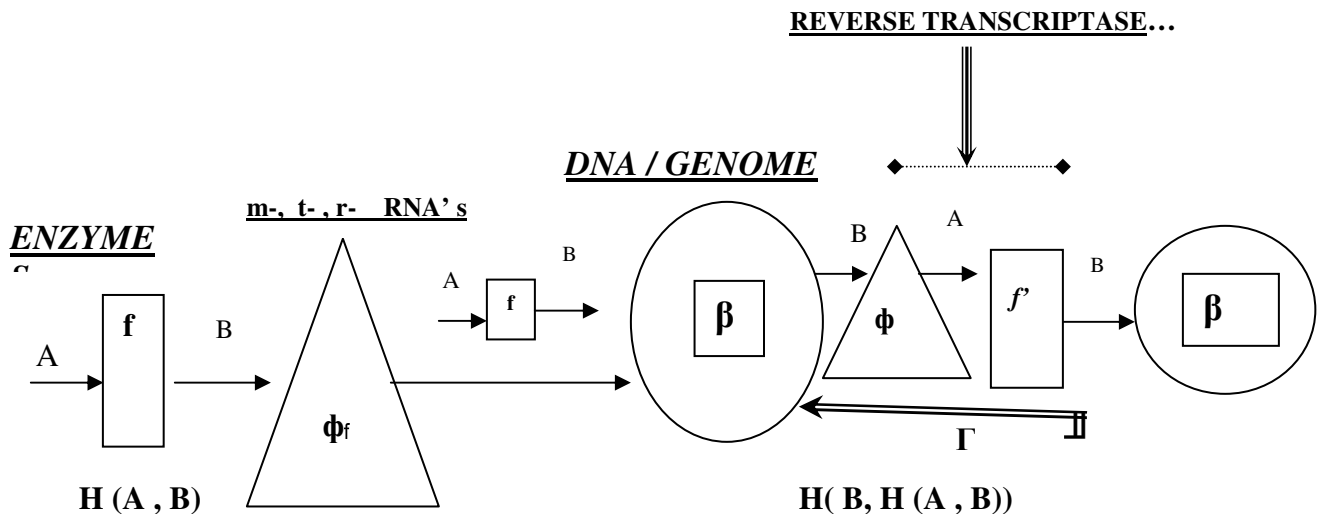 REVERSE TRANSCRIPTASE…
DNA / GENOME
m-, t- , r- RNA’ s
ENZYME
A
f
B
ϕf
A
f
B
β
B
ϕ
A
f’
B
β
Γ
H (A , B)
H( B, H (A , B))